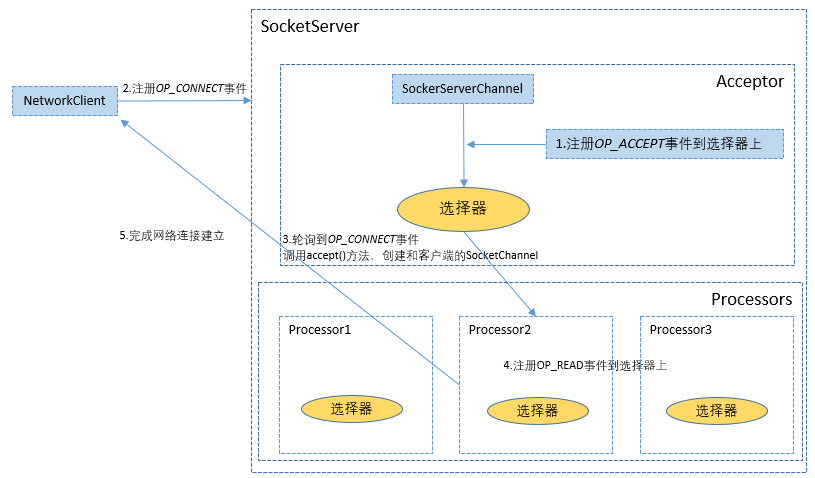 SocketServer
Acceptor
SockerServerChannel
2.注册OP_CONNECT事件
NetworkClient
1.注册OP_ACCEPT事件到选择器上
选择器
5.完成网络连接建立
3.轮询到OP_CONNECT事件
调用accept()方法，创建和客户端的SocketChannel
Processors
Processor1
Processor2
Processor3
4.注册OP_READ事件到选择器上
选择器
选择器
选择器